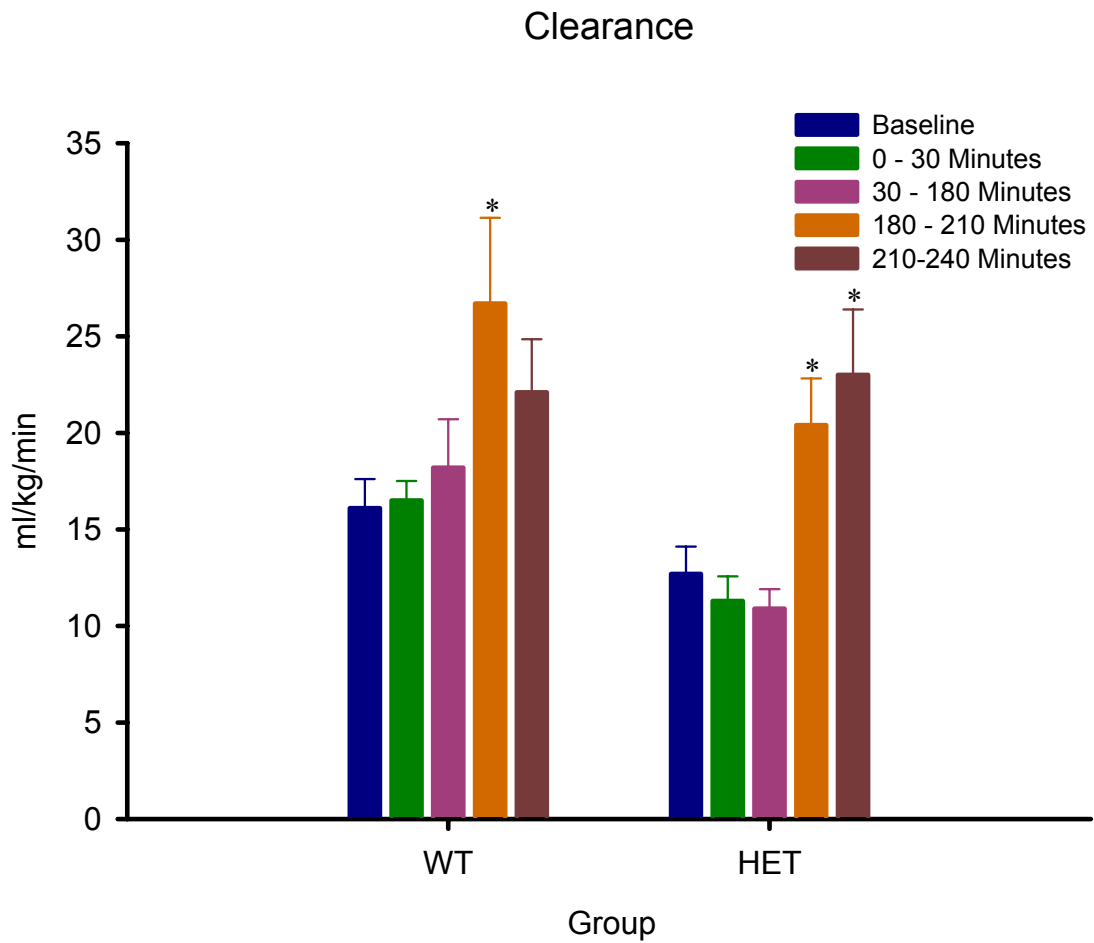 Clearance
Baseline
0 - 30 Minutes
30 - 180 Minutes
180 - 210 Minutes
210-240 Minutes
35
30
25
20
15
10
5
0
ml/kg/min
*
*
*
WT
HET
Group